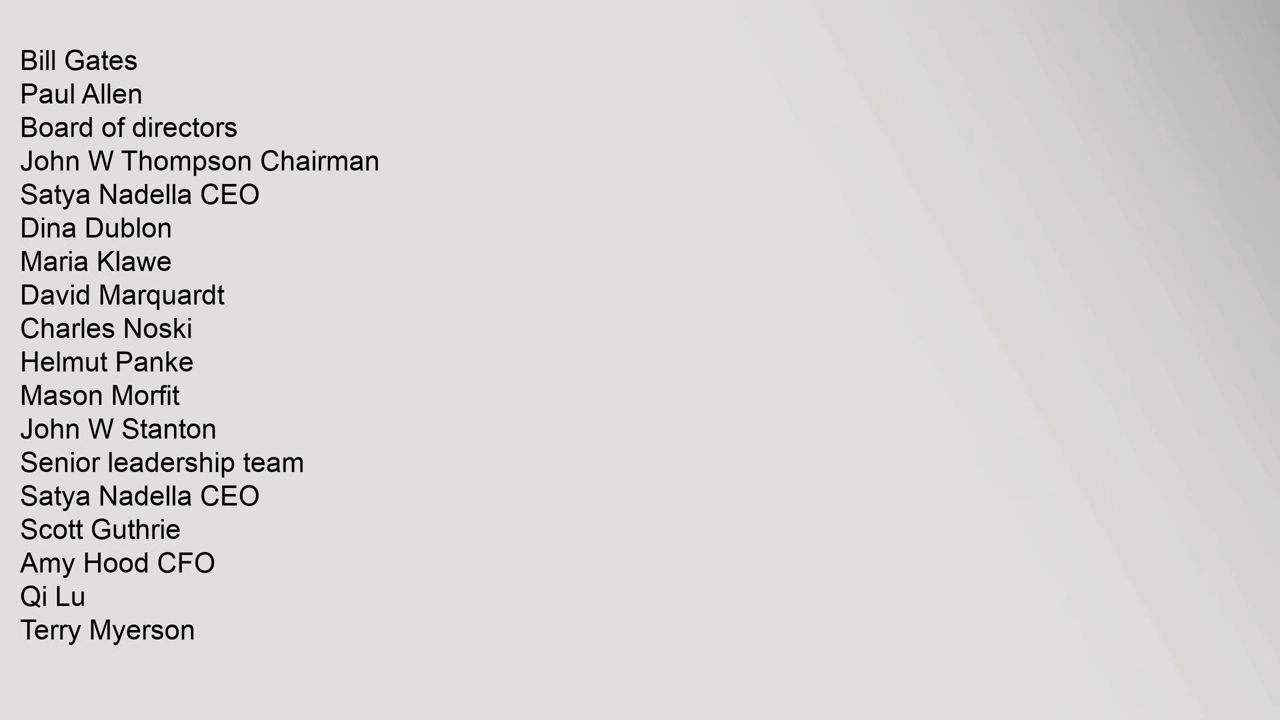 Bill Gates
Paul Allen
Board of directors
John W Thompson Chairman
Satya Nadella CEO
Dina Dublon
Maria Klawe
David Marquardt
Charles Noski
Helmut Panke
Mason Morfit
John W Stanton
Senior leadership team
Satya Nadella CEO
Scott Guthrie
Amy Hood CFO
Qi Lu
Terry Myerson